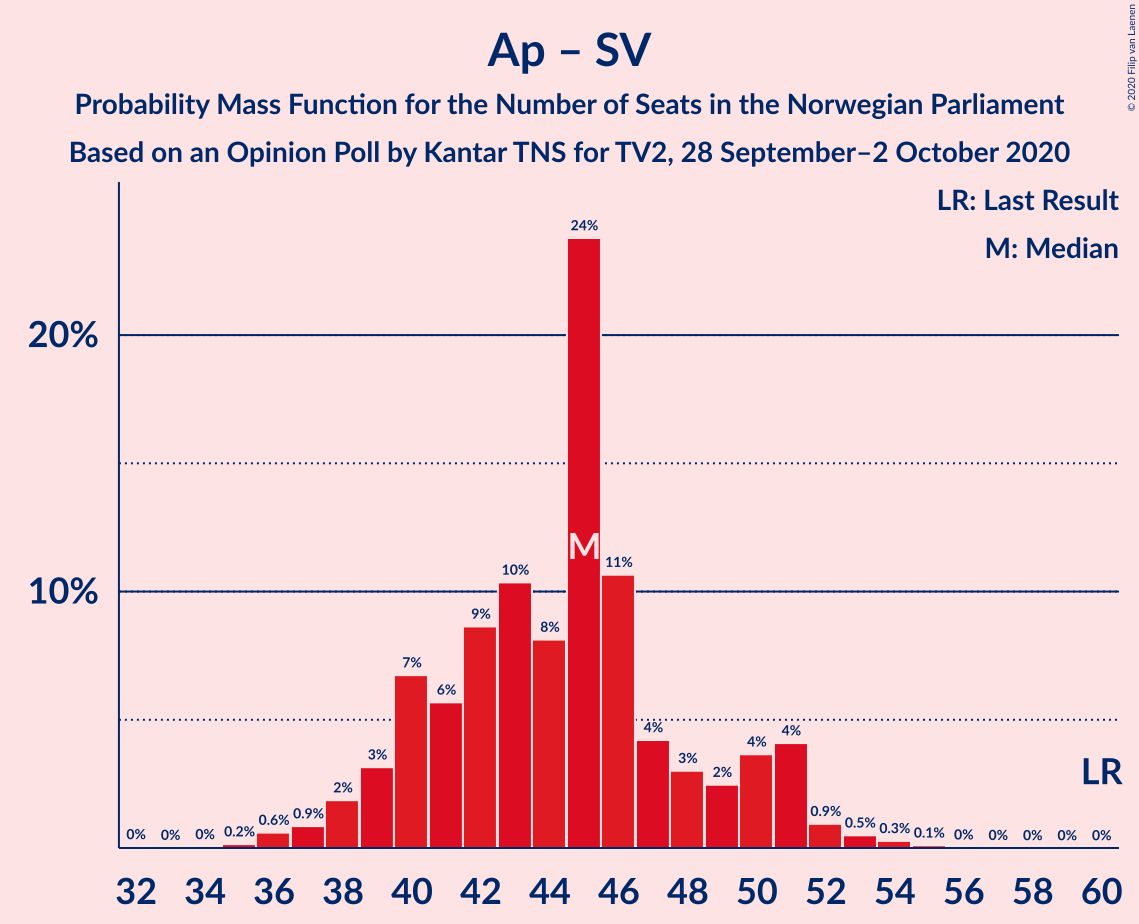 Ap – SV
Probability Mass Function for the Number of Seats in the Norwegian Parliament
Based on an Opinion Poll by Kantar TNS for TV2, 28 September–2 October 2020
© 2020 Filip van Laenen
LR: Last Result
M: Median
20%
10%
0% 0% 0% 0.2% 0.6% 0.9% 2% 3% 7% 6% 9% 10% 8% 24% 11% 4% 3% 2% 4% 4% 0.9% 0.5% 0.3% 0.1% 0% 0% 0% 0% 0%
M
LR
32 34 36 38 40 42 44 46 48 50 52 54 56 58 60